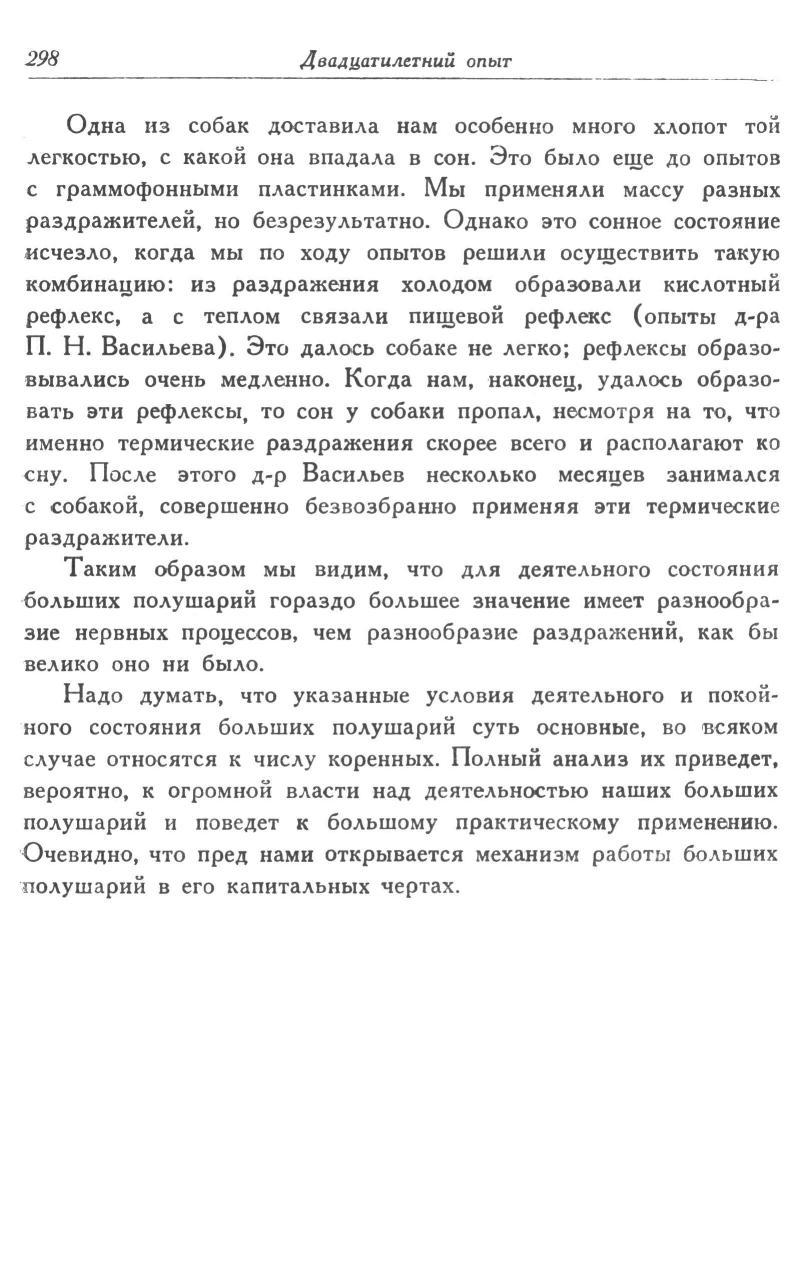 298
Двадцатилетний опыт
Одна из собак доставила нам особенно много хлопот той
легкостью, с какой она впадала в сон. Это было еще до опытов
с граммофонными пластинками. Мы применяли массу разных
раздражителей, но безрезультатно. Однако это сонное состояние
исчезло, когда мы по ходу опытов решили осуществить такую
комбинацию: из раздражения холодом образовали кислотный
рефлекс, а с теплом связали пищевой рефлекс (опыты д-ра
П. Н. Васильева). Это далось собаке не легко; рефлексы образо-
вывались очень медленно. Когда нам, наконец, удалось образо-
вать эти рефлексы, то сон у собаки пропал, несмотря на то, что
именно термические раздражения скорее всего и располагают ко
сну. После этого д-р Васильев несколько месяцев занимался
с собакой, совершенно безвозбранно применяя эти термические
раздражители.
Таким образом мы видим, что для деятельного состояния
больших полушарий гораздо большее значение имеет разнообра-
зие нервных процессов, чем разнообразие раздражений, как бы
велико оно ни было.
Надо думать, что указанные условия деятельного и покой-
ного состояния больших полушарий суть основные, во всяком
случае относятся к числу коренных. Полный анализ их приведет,
вероятно, к огромной власти над деятельностью наших больших
полушарий и поведет к большому практическому применению.
Очевидно, что пред нами открывается механизм работы больших
полушарий в его капитальных чертах.